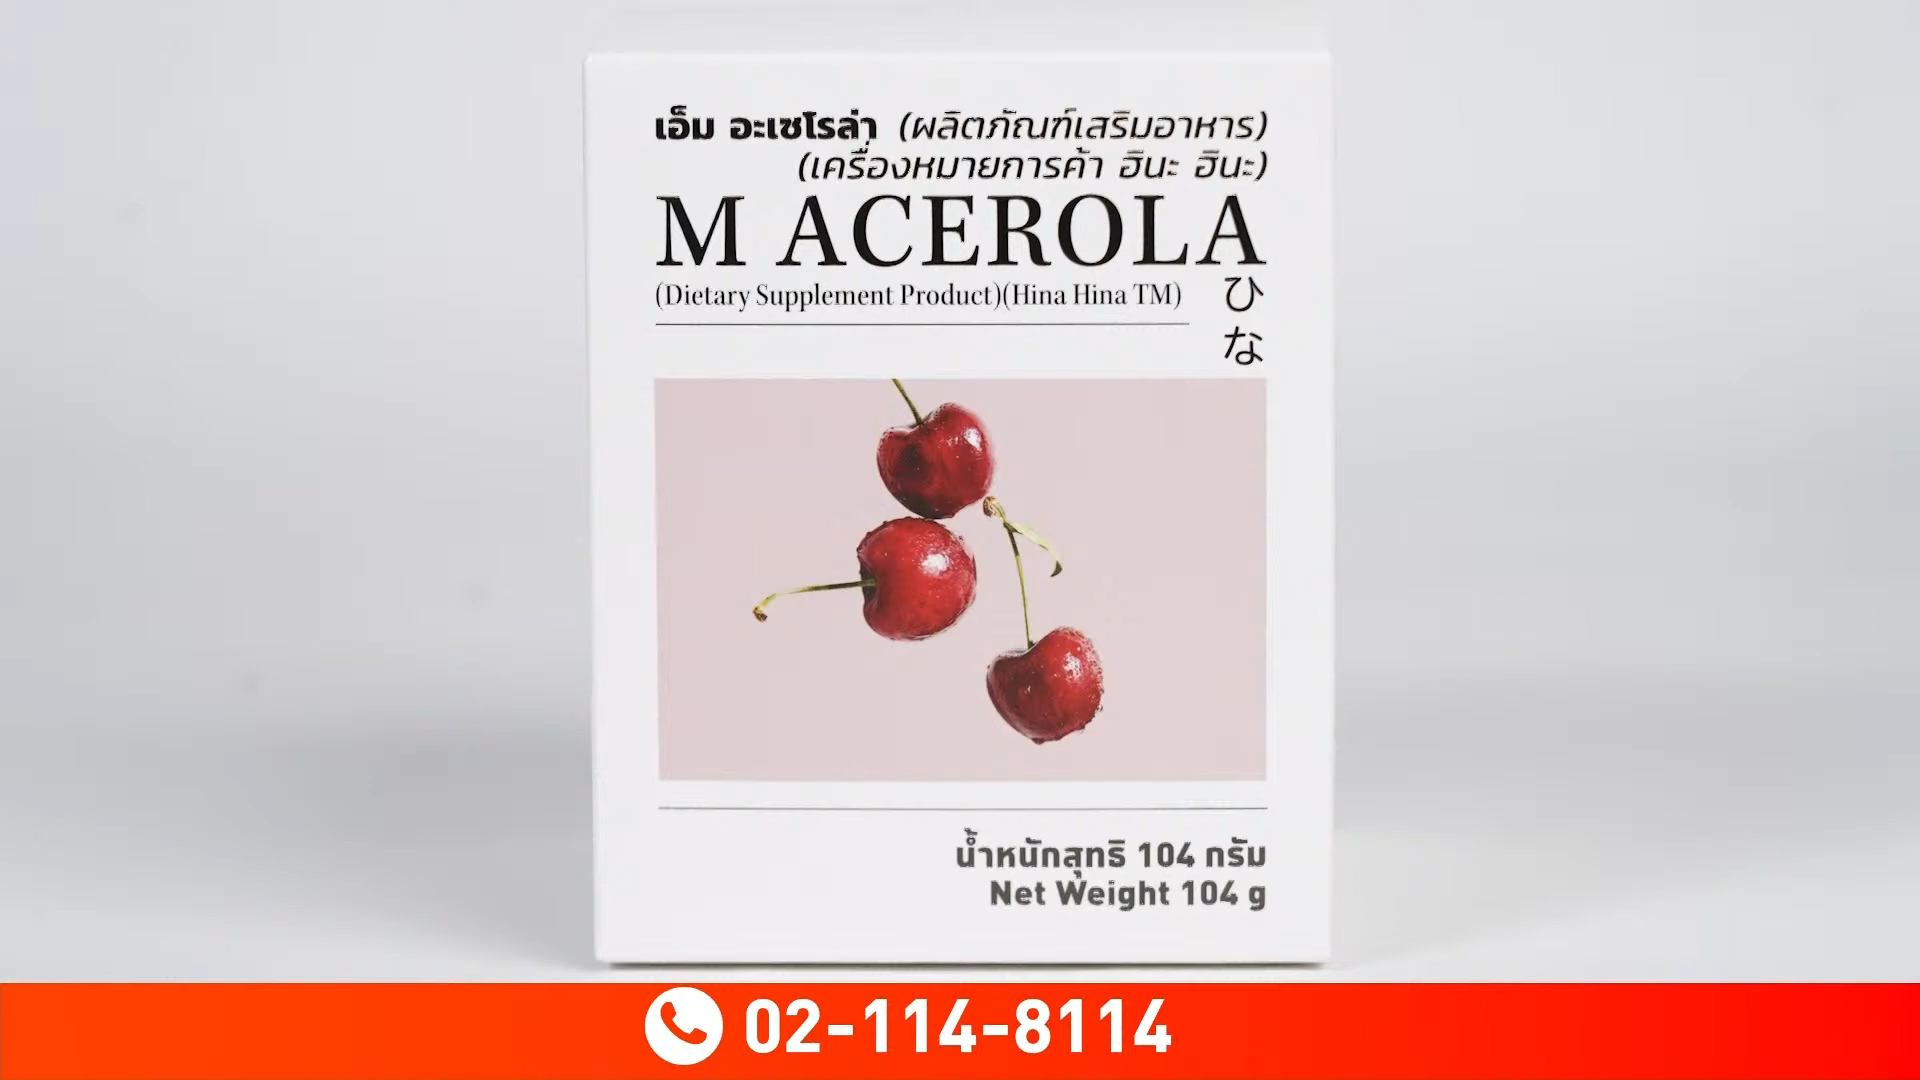 เอ็ม อะเซโรล่า (ผลิตภัณฑ์เสริมอาหาร)
(เครื่องหมายการค้า ฮินะ ฮินะ)
M ACEROLA
(Dietary Supplement Product)(Hina Hina TM)
ひな
น้ำหนักสุทธิ 104 กรัม
Net Weight 104 g
02-114-8114